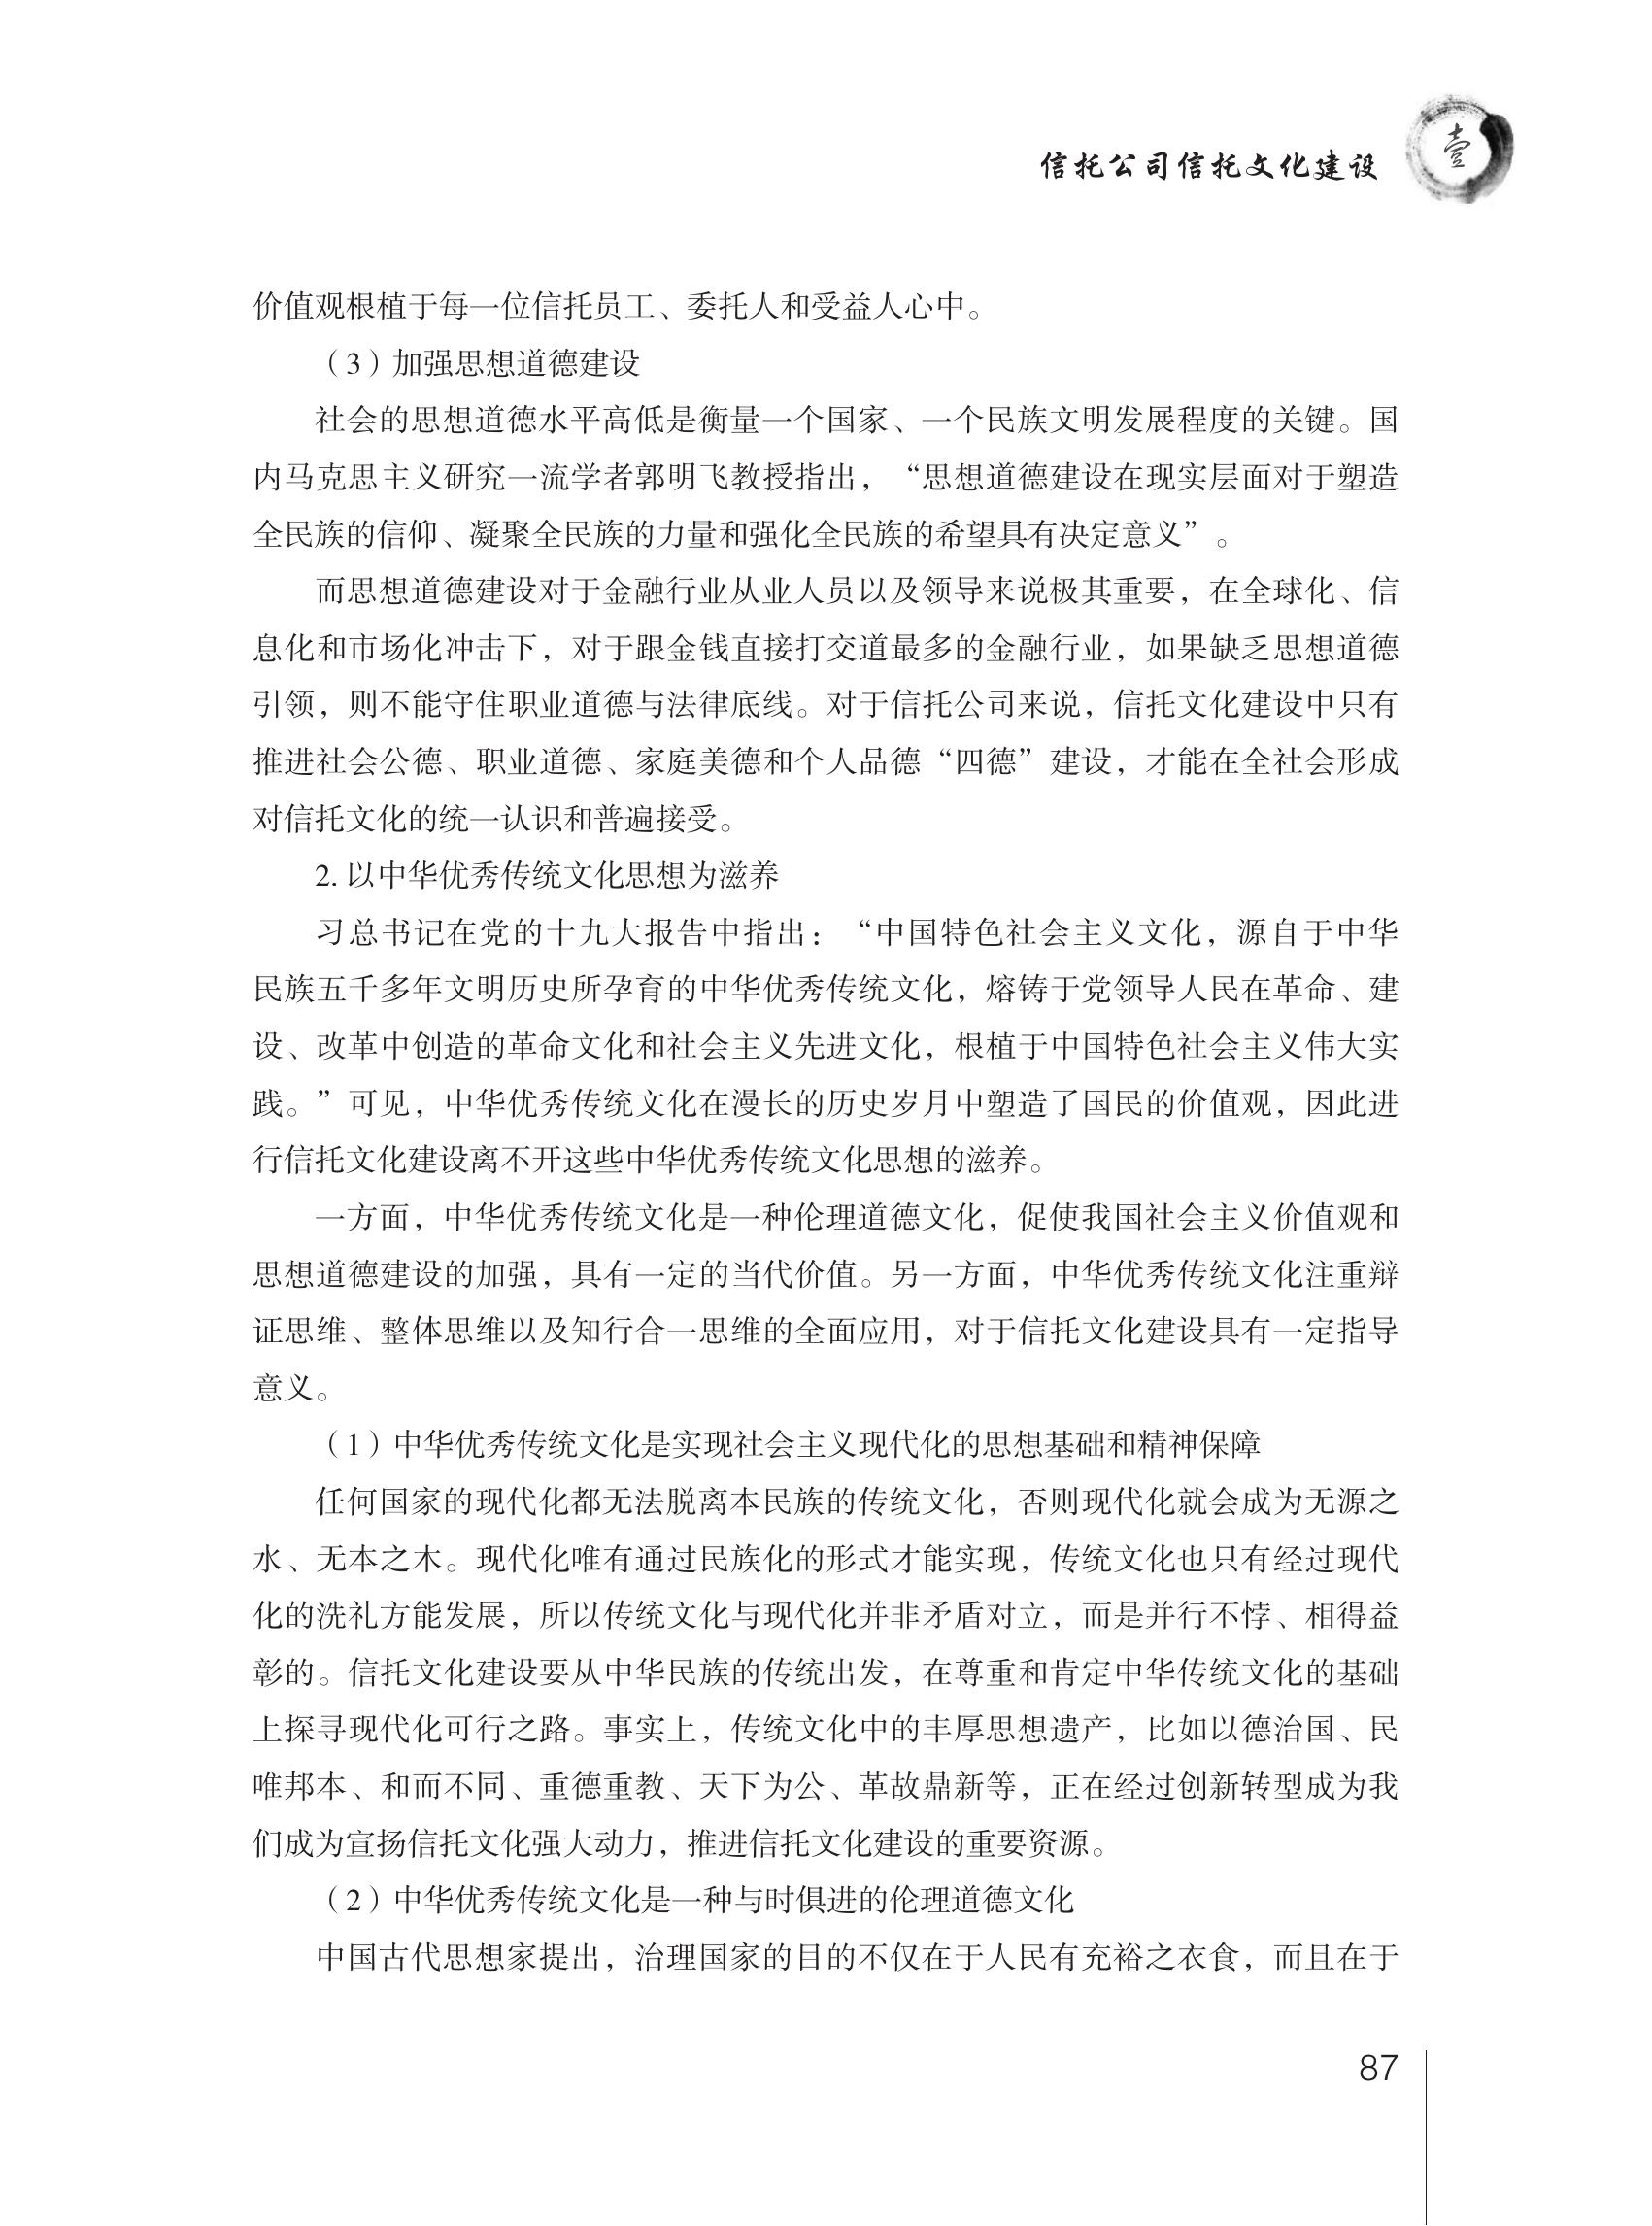 信托公司信托文化建设
壹
价值观根植于每一位信托员工、委托人和受益人心中。
（3）加强思想道德建设
社会的思想道德水平高低是衡量一个国家、一个民族文明发展程度的关键。国
内马克思主义研究一流学者郭明飞教授指出，“思想道德建设在现实层面对于塑造
全民族的信仰、凝聚全民族的力量和强化全民族的希望具有决定意义”。
而思想道德建设对于金融行业从业人员以及领导来说极其重要，在全球化、信
息化和市场化冲击下，对于跟金钱直接打交道最多的金融行业，如果缺乏思想道德
引领，则不能守住职业道德与法律底线。对于信托公司来说，信托文化建设中只有
推进社会公德、职业道德、家庭美德和个人品德“四德”建设，才能在全社会形成
对信托文化的统一认识和普遍接受。
2. 以中华优秀传统文化思想为滋养
习总书记在党的十九大报告中指出：“中国特色社会主义文化，源自于中华
民族五千多年文明历史所孕育的中华优秀传统文化，熔铸于党领导人民在革命、建
设、改革中创造的革命文化和社会主义先进文化，根植于中国特色社会主义伟大实
践。”可见，中华优秀传统文化在漫长的历史岁月中塑造了国民的价值观，因此进
行信托文化建设离不开这些中华优秀传统文化思想的滋养。
一方面，中华优秀传统文化是一种伦理道德文化，促使我国社会主义价值观和
思想道德建设的加强，具有一定的当代价值。另一方面，中华优秀传统文化注重辩
证思维、整体思维以及知行合一思维的全面应用，对于信托文化建设具有一定指导
意义。
（1）中华优秀传统文化是实现社会主义现代化的思想基础和精神保障
任何国家的现代化都无法脱离本民族的传统文化，否则现代化就会成为无源之
水、无本之木。现代化唯有通过民族化的形式才能实现，传统文化也只有经过现代
化的洗礼方能发展，所以传统文化与现代化并非矛盾对立，而是并行不悖、相得益
彰的。信托文化建设要从中华民族的传统出发，在尊重和肯定中华传统文化的基础
上探寻现代化可行之路。事实上，传统文化中的丰厚思想遗产，比如以德治国、民
唯邦本、和而不同、重德重教、天下为公、革故鼎新等，正在经过创新转型成为我
们成为宣扬信托文化强大动力，推进信托文化建设的重要资源。
（2）中华优秀传统文化是一种与时俱进的伦理道德文化
中国古代思想家提出，治理国家的目的不仅在于人民有充裕之衣食，而且在于
87